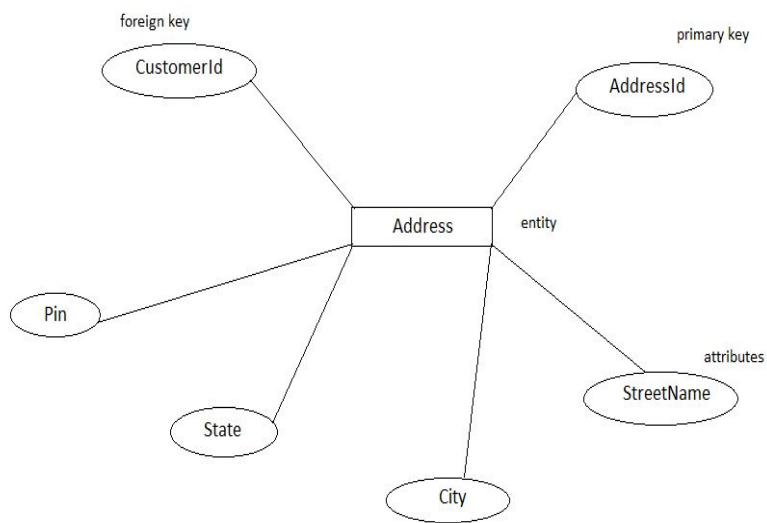 foreign key
CustomerId
primary key
AddressId
Address
entity
Pin
attributes
StreetName
State
City